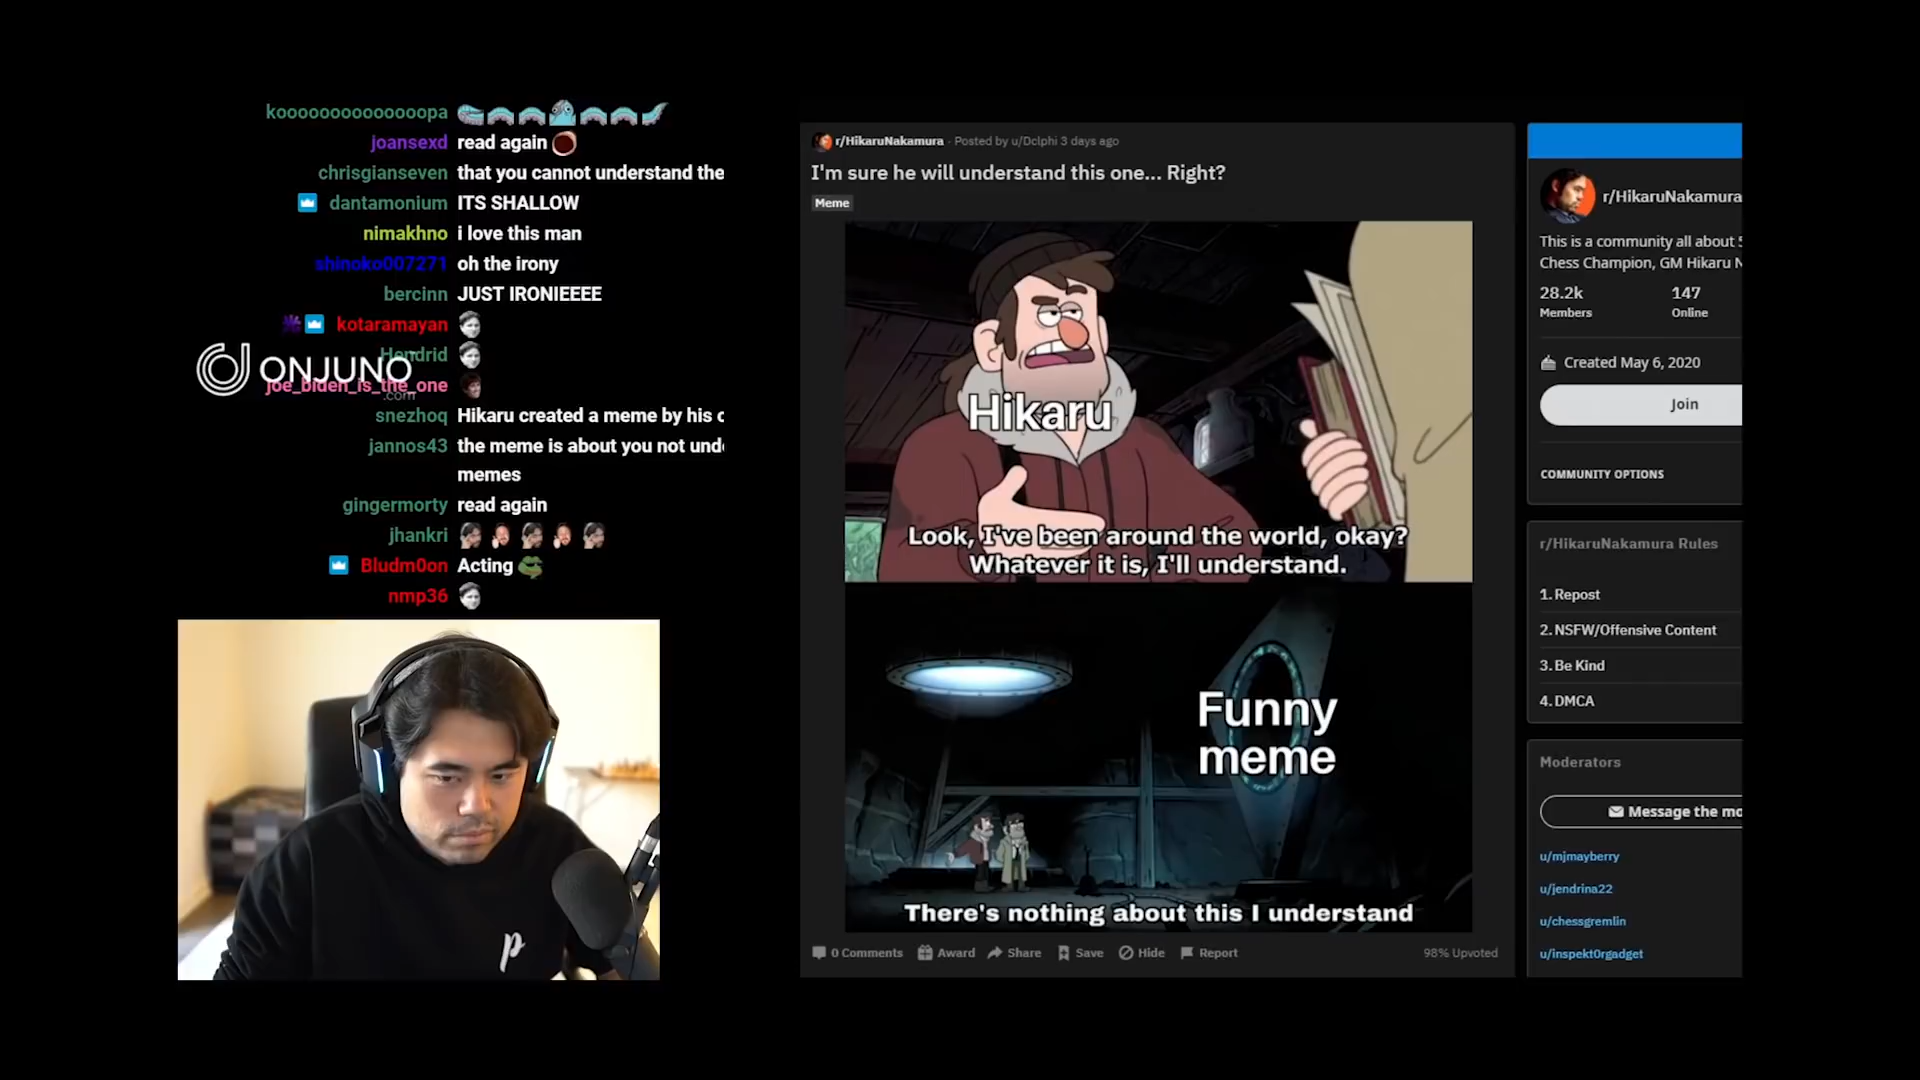 koooooooooooooopa
joansexd read again
chrisgianseven that you cannot understand the
dantamonium ITS SHALLOW
nimakhno i love this man
shinoko007271 oh the irony
bercinn JUST IRONIEEEE
kotaramayan
Hendrid
ONJUNO
.com
joe_biden_is_the_one
snezhoq Hikaru created a meme by his
jannos43 the meme is about you not
memes
gingermorty read again
jhankri
Bludm0on Acting
nmp36
p
r/HikaruNakamura · Posted by u/Dclphi 3 days ago
I'm sure he will understand this one... Right?
Meme
Hikaru
Look, I've been around the world, okay?
Whatever it is, I'll understand.
Funny
meme
There's nothing about this I understand
0 Comments Award Share Save Hide Report 98% Upvoted
r/HikaruNakamura
This is a community all about
Chess Champion, GM Hikaru
28.2k 147
Members Online
Created May 6, 2020
Join
COMMUNITY OPTIONS
r/HikaruNakamura Rules
1. Repost
2. NSFW/Offensive Content
3. Be Kind
4. DMCA
Moderators
Message the
u/mjmayberry
u/jendrina22
u/chessgremlin
u/inspekt0rgadget